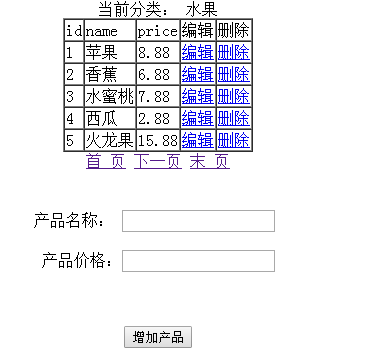 当前分类： 水果
id name price 编辑 删除
1 苹果 8.88 编辑 删除
2 香蕉 6.88 编辑 删除
3 水蜜桃 7.88 编辑 删除
4 西瓜 2.88 编辑 删除
5 火龙果 15.88 编辑 删除
首 页 下一页 末 页
产品名称：
产品价格：
增加产品